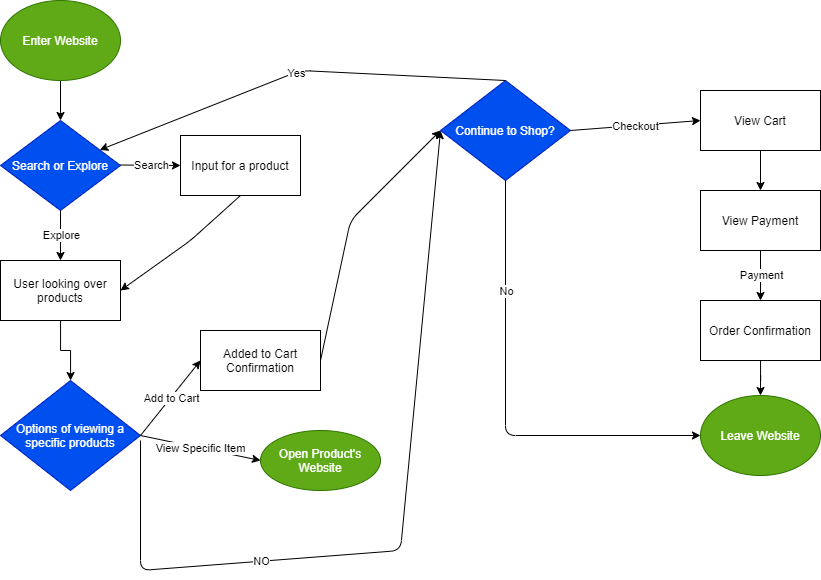 Enter Website
Yes
Continue to Shop?
Checkout
View Cart
Search or Explore
Search
Input for a product
Explore
View Payment
User looking over
products
No
Payment
Added to Cart
Confirmation
Order Confirmation
Add to Cart
Options of viewing a
specific products
View Specific Item
Open Product's
Website
Leave Website
NO